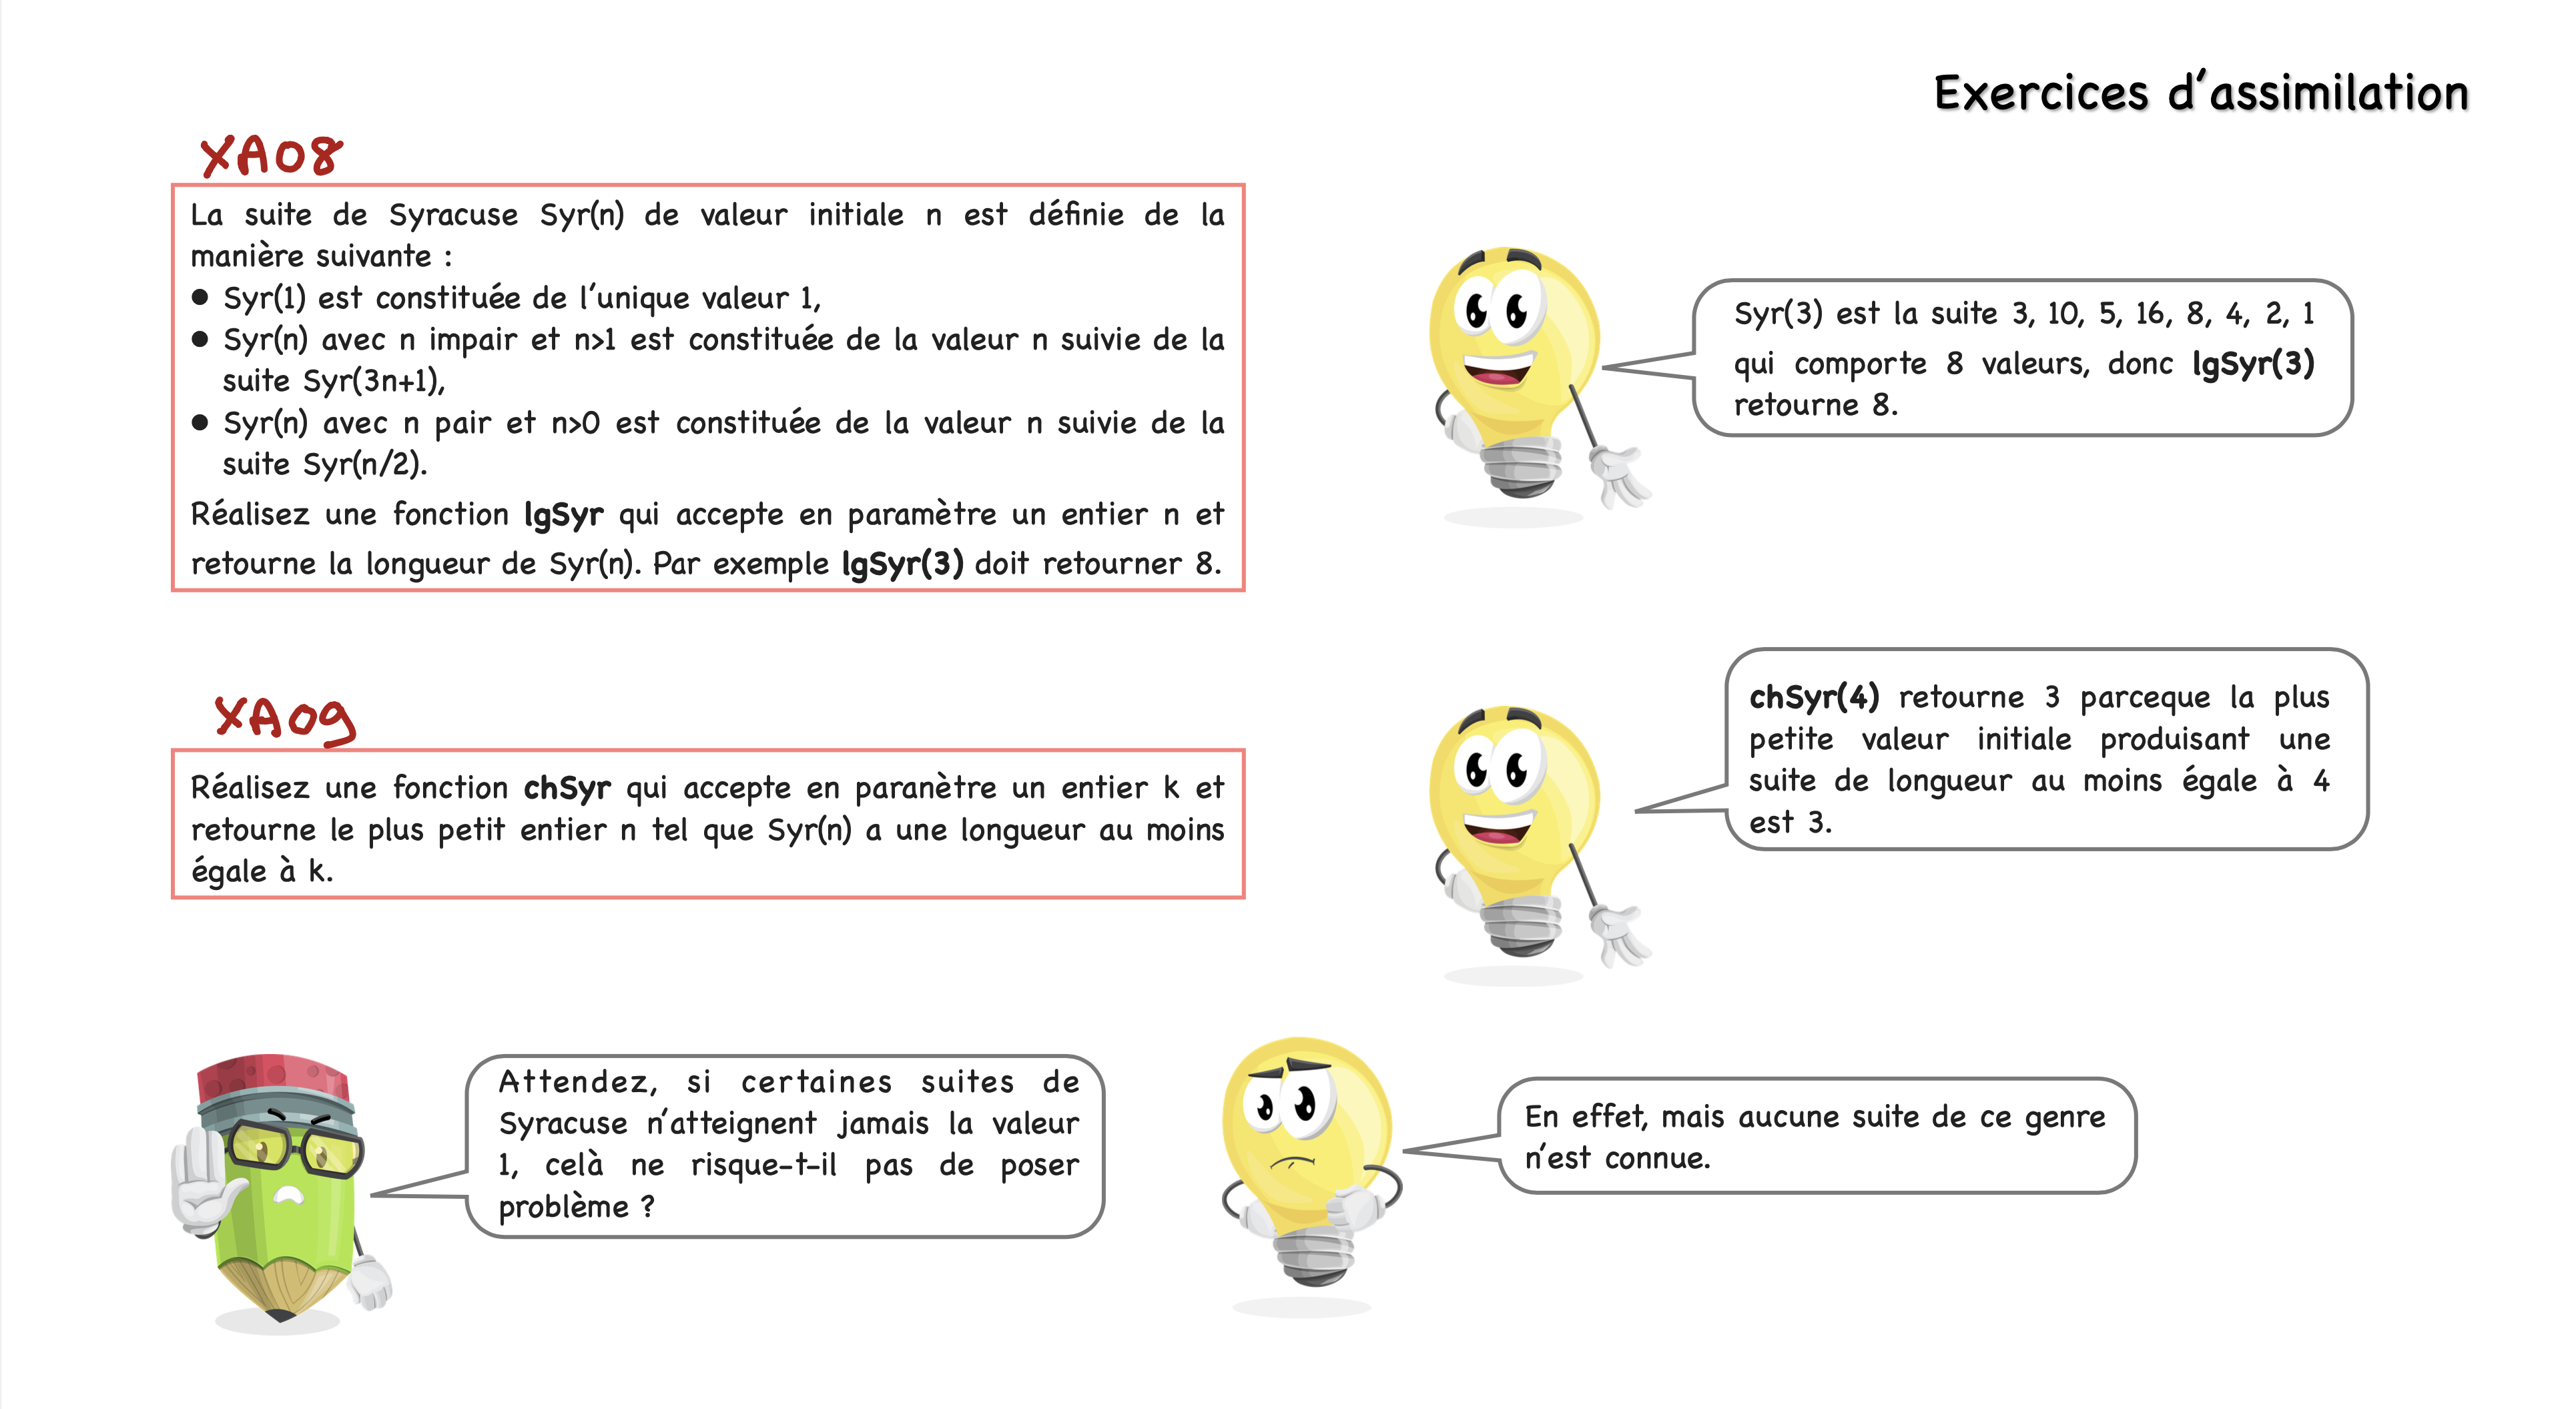 Exercices d'assimilation
XA08
La suite de Syracuse Syr(n) de valeur initiale n est définie de la
manière suivante :
● Syr(1) est constituée de l'unique valeur 1,
● Syr(n) avec n impair et n>1 est constituée de la valeur n suivie de la
suite Syr(3n+1),
● Syr(n) avec n pair et n>0 est constituée de la valeur n suivie de la
suite Syr(n/2).
Réalisez une fonction lgSyr qui accepte en paramètre un entier n et
retourne la longueur de Syr(n). Par exemple lgSyr(3) doit retourner 8.
Syr(3) est la suite 3, 10, 5, 16, 8, 4, 2, 1
qui comporte 8 valeurs, donc lgSyr(3)
retourne 8.
XA09
Réalisez une fonction chSyr qui accepte en paranètre un entier k et
retourne le plus petit entier n tel que Syr(n) a une longueur au moins
égale à k.
chSyr(4) retourne 3 parceque la plus
petite valeur initiale produisant une
suite de longueur au moins égale à 4
est 3.
Attendez, si certaines suites de
Syracuse n'atteignent jamais la valeur
1, celà ne risque-t-il pas de poser
problème ?
En effet, mais aucune suite de ce genre
n'est connue.